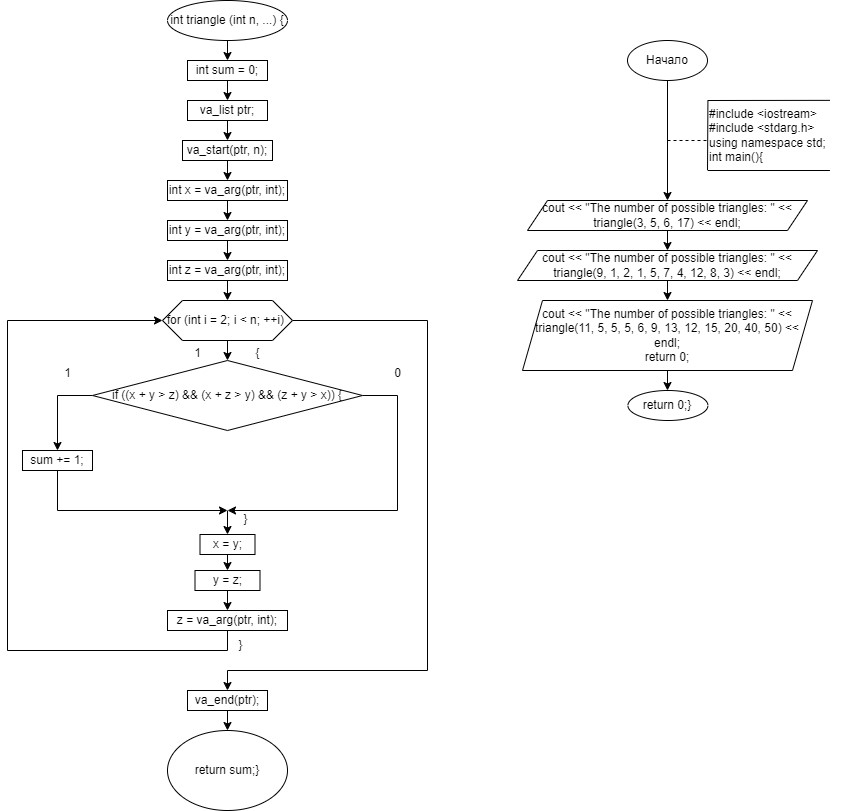 int triangle (int n, ...) {
int sum = 0;
va_list ptr;
va_start(ptr, n);
int x = va_arg(ptr, int);
int y = va_arg(ptr, int);
int z = va_arg(ptr, int);
for (int i = 2; i < n; ++i)
1
{
1
0
if ((x + y > z) && (x + z > y) && (z + y > x)) {
sum += 1;
}
x = y;
y = z;
z = va_arg(ptr, int);
}
va_end(ptr);
return sum;}
Начало
#include <iostream>
#include <stdarg.h>
using namespace std;
int main(){
cout << "The number of possible triangles: " <<
triangle(3, 5, 6, 17) << endl;
cout << "The number of possible triangles: " <<
triangle(9, 1, 2, 1, 5, 7, 4, 12, 8, 3) << endl;
cout << "The number of possible triangles: " <<
triangle(11, 5, 5, 5, 6, 9, 13, 12, 15, 20, 40, 50) <<
endl;
return 0;
return 0;}